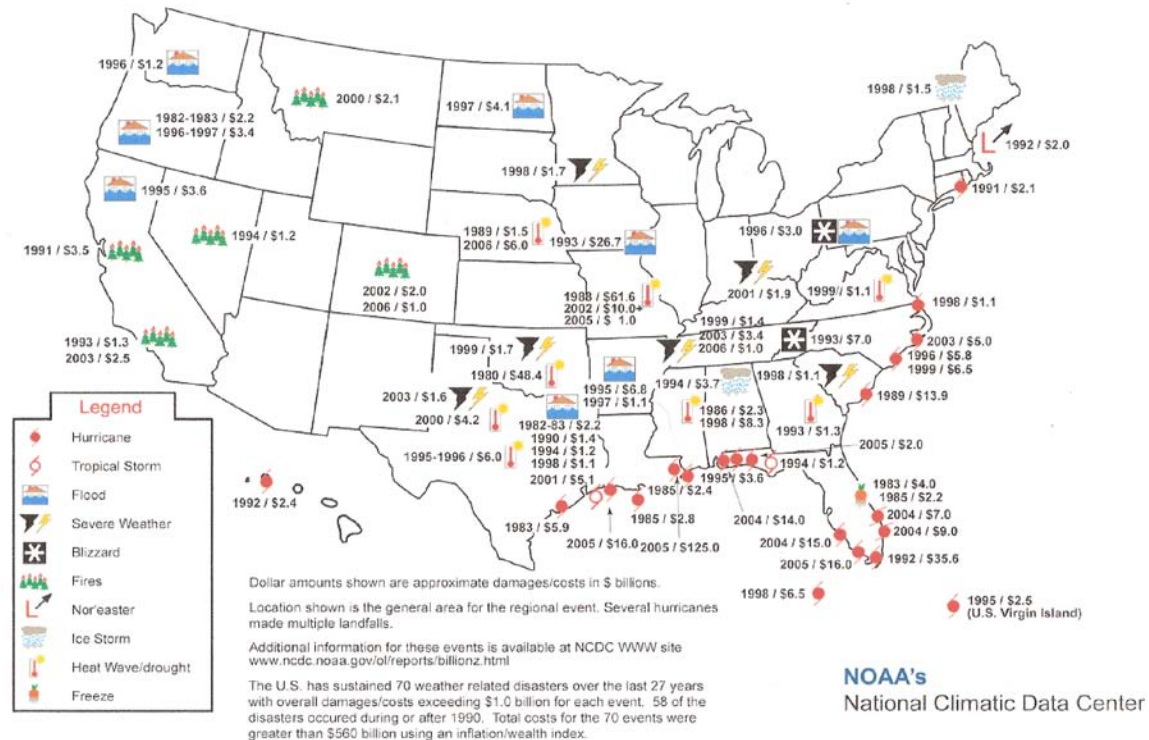 1996 / $1.2
2000 / $2.1
1997 / $4.1
1998 / $1.5
1982-1983 / $2.2
1996-1997 / $3.4
1992 / $2.0
1998 / $1.7
1995 / $3.6
1991 / $2.1
1989 / $1.5
2006 / $6.0
1993 / $26.7
1996 / $3.0
1994 / $1.2
1991 / $3.5
2002 / $2.0
2006 / $1.0
1988 / $61.6
2002 / $10.0+
2005 / $ 1.0
2001 / $1.9
1999 / $1.1
1998 / $1.1
1993 / $1.3
2003 / $2.5
1999 / $1.4
2003 / $3.4
2006 / $1.0
1993/ $7.0
2003 / $5.0
1996 / $5.8
1999 / $6.5
1999 / $1.7
1980 / $48.4
1995 / $6.8
1997 / $1.1
1994 / $3.7
1998 / $1.1
1989 / $13.9
2003 / $1.6
2000 / $4.2
1986 / $2.3
1998 / $8.3
1993 / $1.3
1982-83 / $2.2
1990 / $1.4
1994 / $1.2
1998 / $1.1
2001 / $5.1
1995-1996 / $6.0
2005 / $2.0
1994 / $1.2
1995 / $3.6
1985 / $2.4
1983 / $4.0
1985 / $2.2
2004 / $7.0
2004 / $9.0
1992 / $2.4
1983 / $5.9
1985 / $2.8
2004 / $14.0
2004 / $15.0
2005 / $16.0
2005 / $125.0
2005 / $16.0
1992 / $35.6
1998 / $6.5
1995 / $2.5
(U.S. Virgin Island)
Legend
Hurricane
Tropical Storm
Flood
Severe Weather
Blizzard
Fires
Nor'easter
L
Ice Storm
Heat Wave/drought
Freeze
Dollar amounts shown are approximate damages/costs in $ billions.
Location shown is the general area for the regional event. Several hurricanes
made multiple landfalls.
Additional information for these events is available at NCDC WWW site
www.ncdc.noaa.gov/ol/reports/billionz.html
The U.S. has sustained 70 weather related disasters over the last 27 years
with overall damages/costs exceeding $1.0 billion for each event. 58 of the
disasters occured during or after 1990. Total costs for the 70 events were
greater than $560 billion using an inflation/wealth index.
NOAA's
National Climatic Data Center